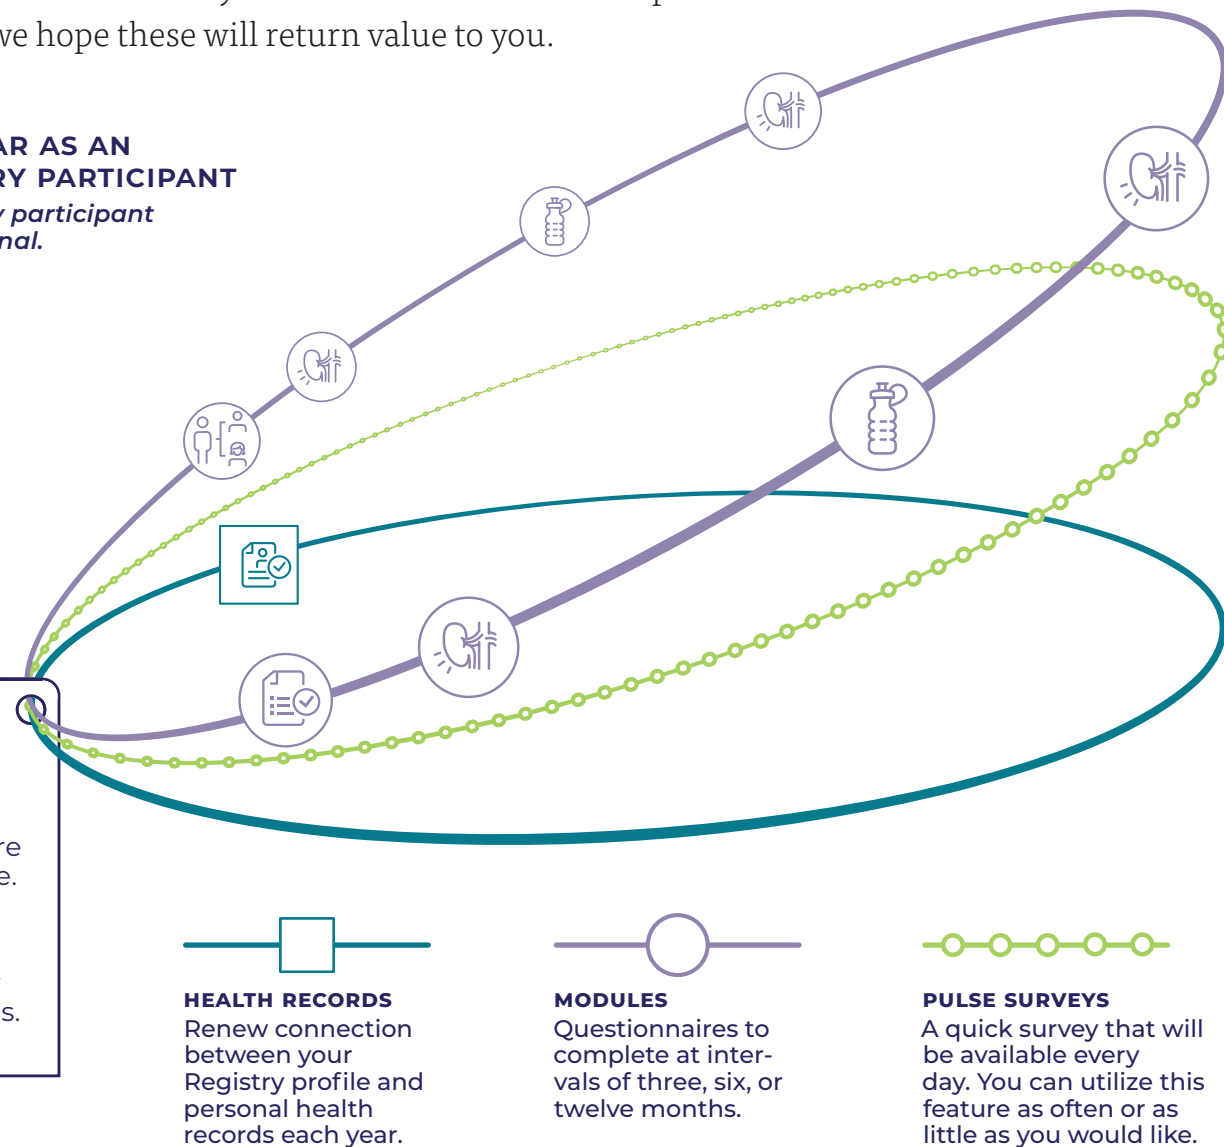 we hope these will return value to you.
AR AS AN
RY PARTICIPANT
y participant
nal.
re
e.
s.
HEALTH RECORDS
Renew connection
between your
Registry profile and
personal health
records each year.
MODULES
Questionnaires to
complete at inter-
vals of three, six, or
twelve months.
PULSE SURVEYS
A quick survey that will
be available every
day. You can utilize this
feature as often or as
little as you would like.